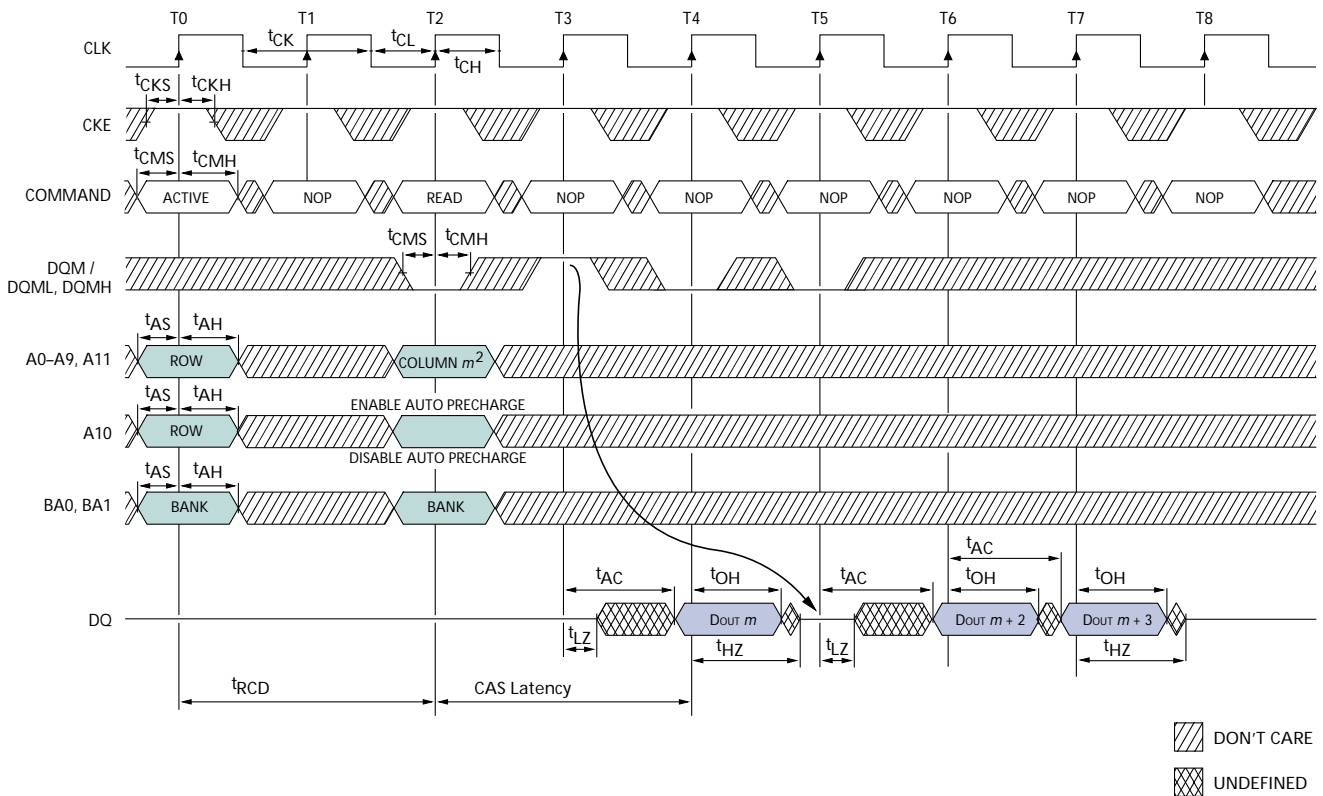 T0 T1 T2 T3 T4 T5 T6 T7 T8
CLK
tCK tCL tCH
tCKS tCKH
CKE
tCMS tCMH
COMMAND
ACTIVE NOP READ NOP NOP NOP NOP NOP NOP
tCMS tCMH
DQM /
DQML, DQMH
tAS tAH
A0–A9, A11
ROW COLUMN m2
tAS tAH
ENABLE AUTO PRECHARGE
A10
ROW
DISABLE AUTO PRECHARGE
tAS tAH
BA0, BA1
BANK BANK
tAC
tAC tOH tAC tOH tOH
DQ
DOUT m DOUT m + 2 DOUT m + 3
tLZ tHZ tLZ tHZ
tRCD CAS Latency
DON'T CARE
UNDEFINED